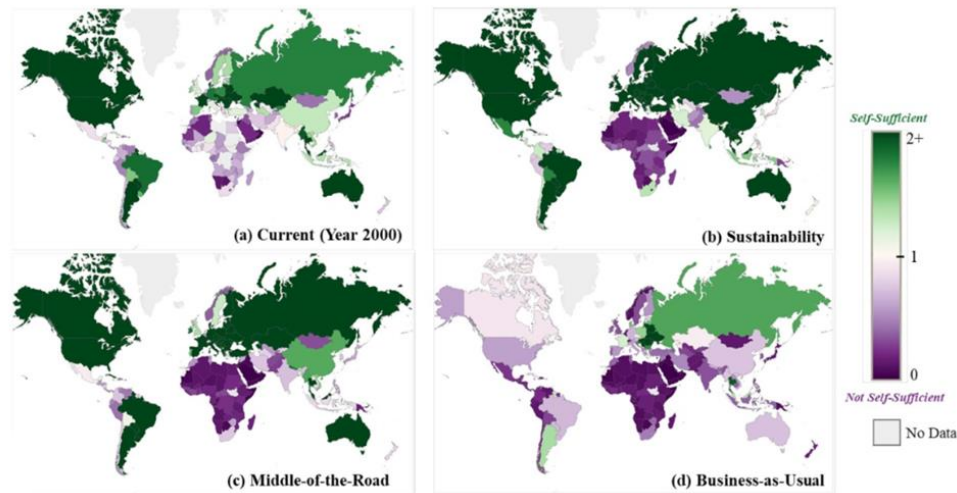 (a) Current (Year 2000)
(b) Sustainability
(c) Middle-of-the-Road
(d) Business-as-Usual
Self-Sufficient
2+
1
0
Not Self-Sufficient
No Data